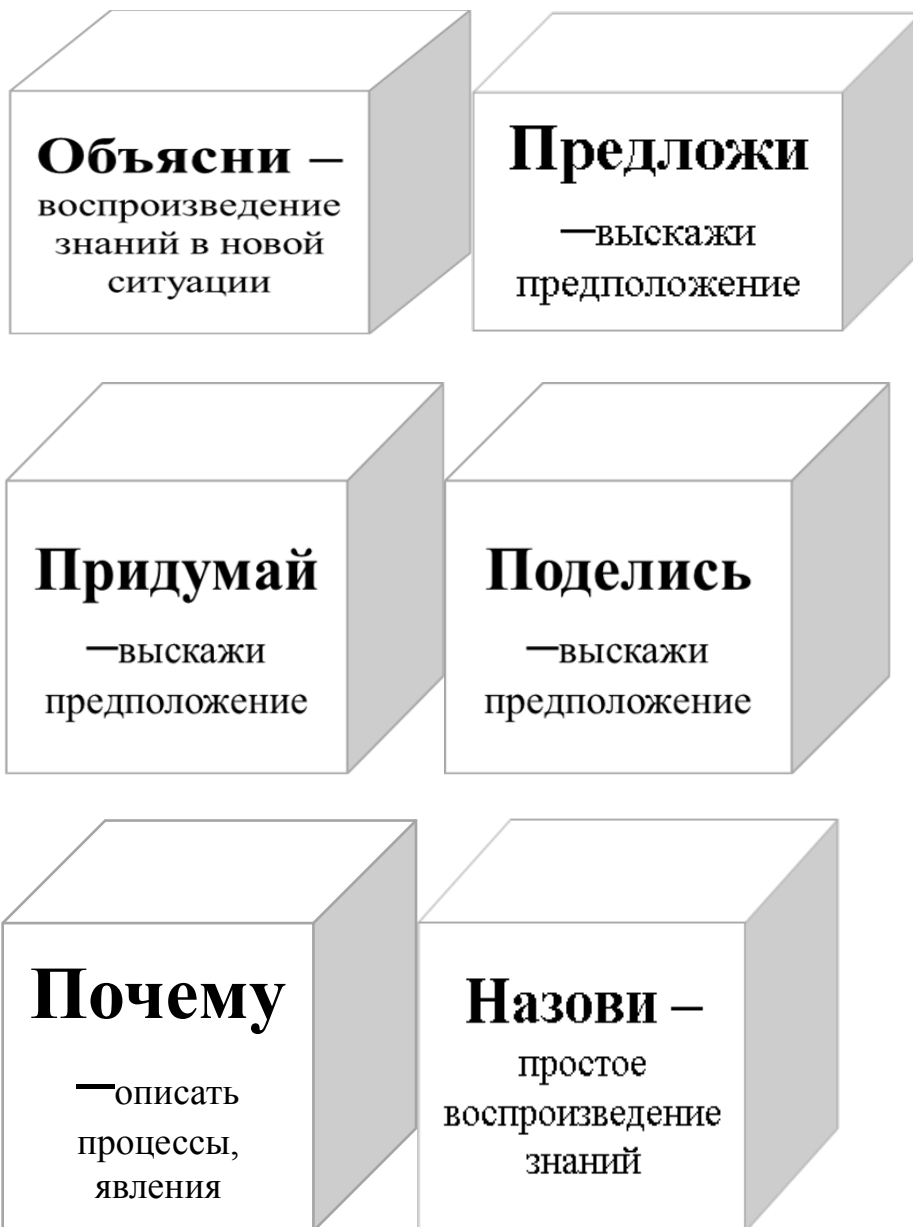 Объясни –
воспроизведение
знаний в новой
ситуации
Предложи
—выскажи
предположение
Придумай
—выскажи
предположение
Поделись
—выскажи
предположение
Почему
—описать
процессы,
явления
Назови –
простое
воспроизведение
знаний